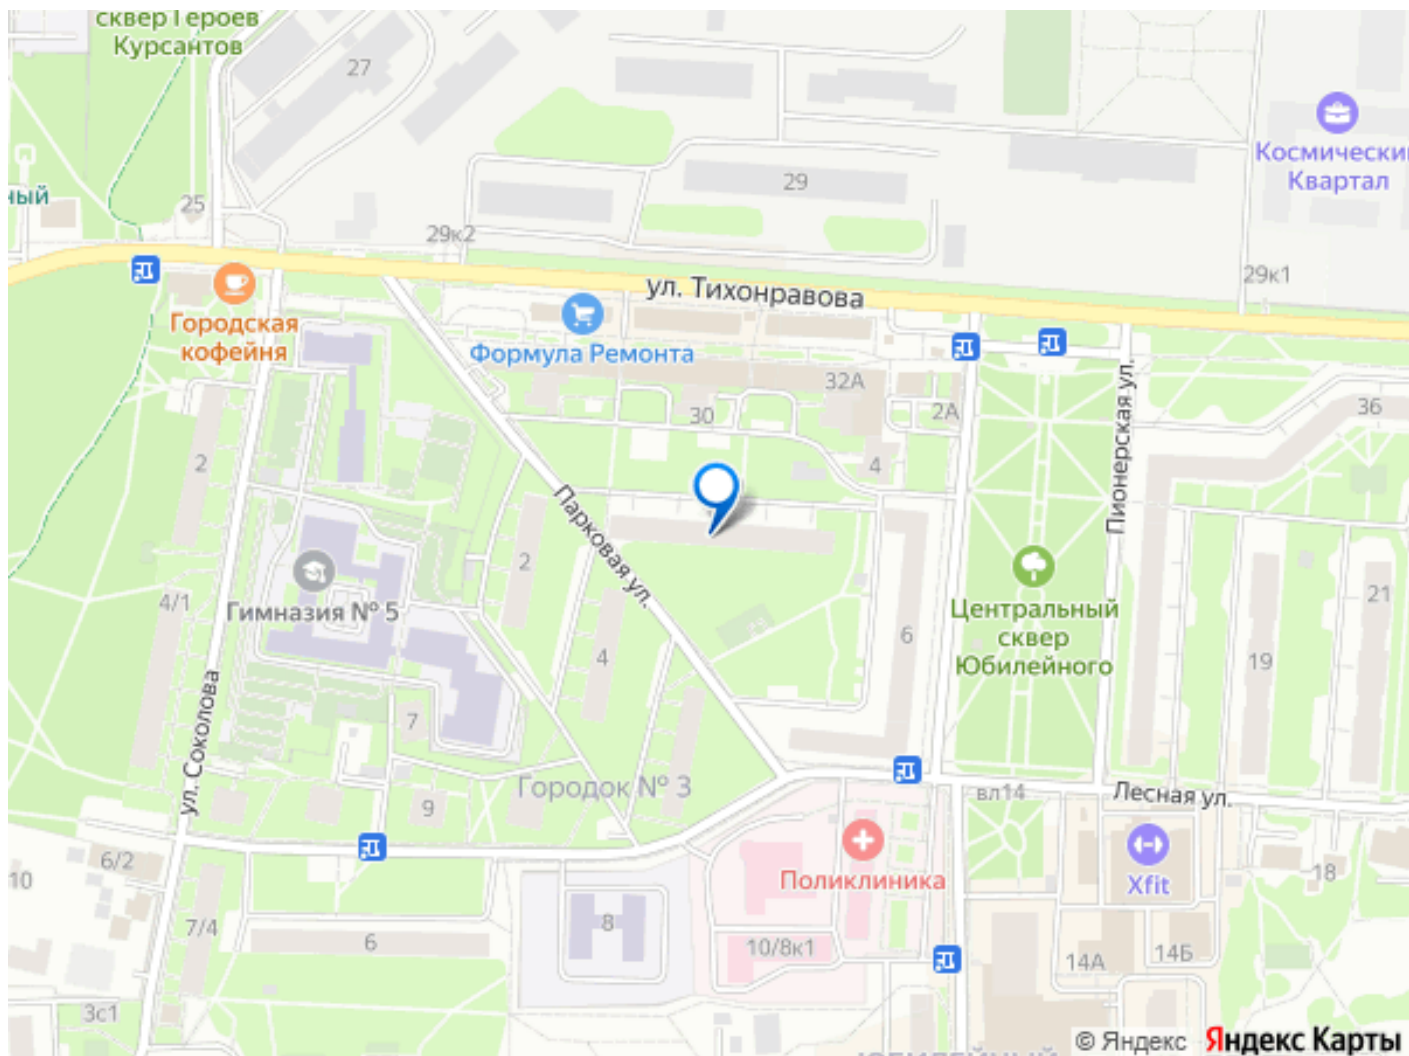 сквер Героев
Курсантов
27
Космический
Квартал
29
ный
25
29к2
29к1
ул. Тихонравова
Городская
кофейня
Формула Ремонта
32А
30
2А
36
Пионерская ул.
2
4
Парковая ул.
2
Гимназия № 5
4/1
6
Центральный
сквер
Юбилейного
21
19
4
7
ул. Соколова
Городок № 3
9
вл14
Лесная ул.
6/2
10
Поликлиника
Xfit
18
7/4
6
8
10/8к1
14А
14Б
3с1
© Яндекс
Яндекс Карты